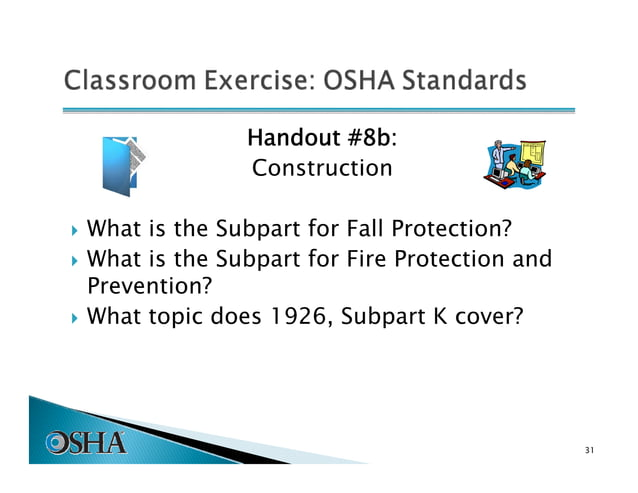 Classroom Exercise: OSHA Standards
Handout #8b:
Construction
What is the Subpart for Fall Protection?
What is the Subpart for Fire Protection and
Prevention?
What topic does 1926, Subpart K cover?
OSHA
31